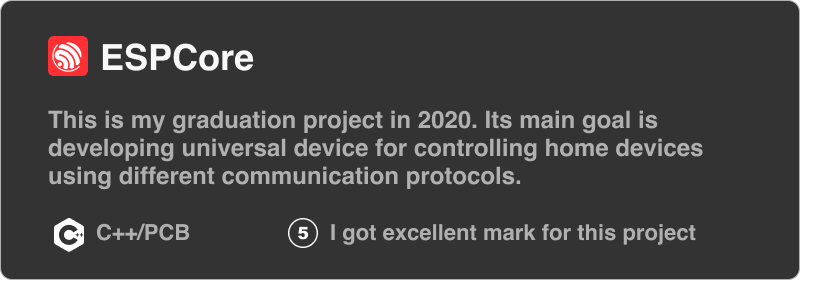 ESPCore
This is my graduation project in 2020. Its main goal is
developing universal device for controlling home devices
using different communication protocols.
C++ C++/PCB
5 I got excellent mark for this project